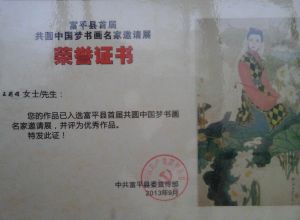 富平县首届
共圆中国梦书画名家邀请展
荣誉证书
女士/先生：
您的作品已入选富平县首届共圆中国梦书画
名家邀请展，并评为优秀作品。
特发此证！
中共富平县委宣传部
2013年9月